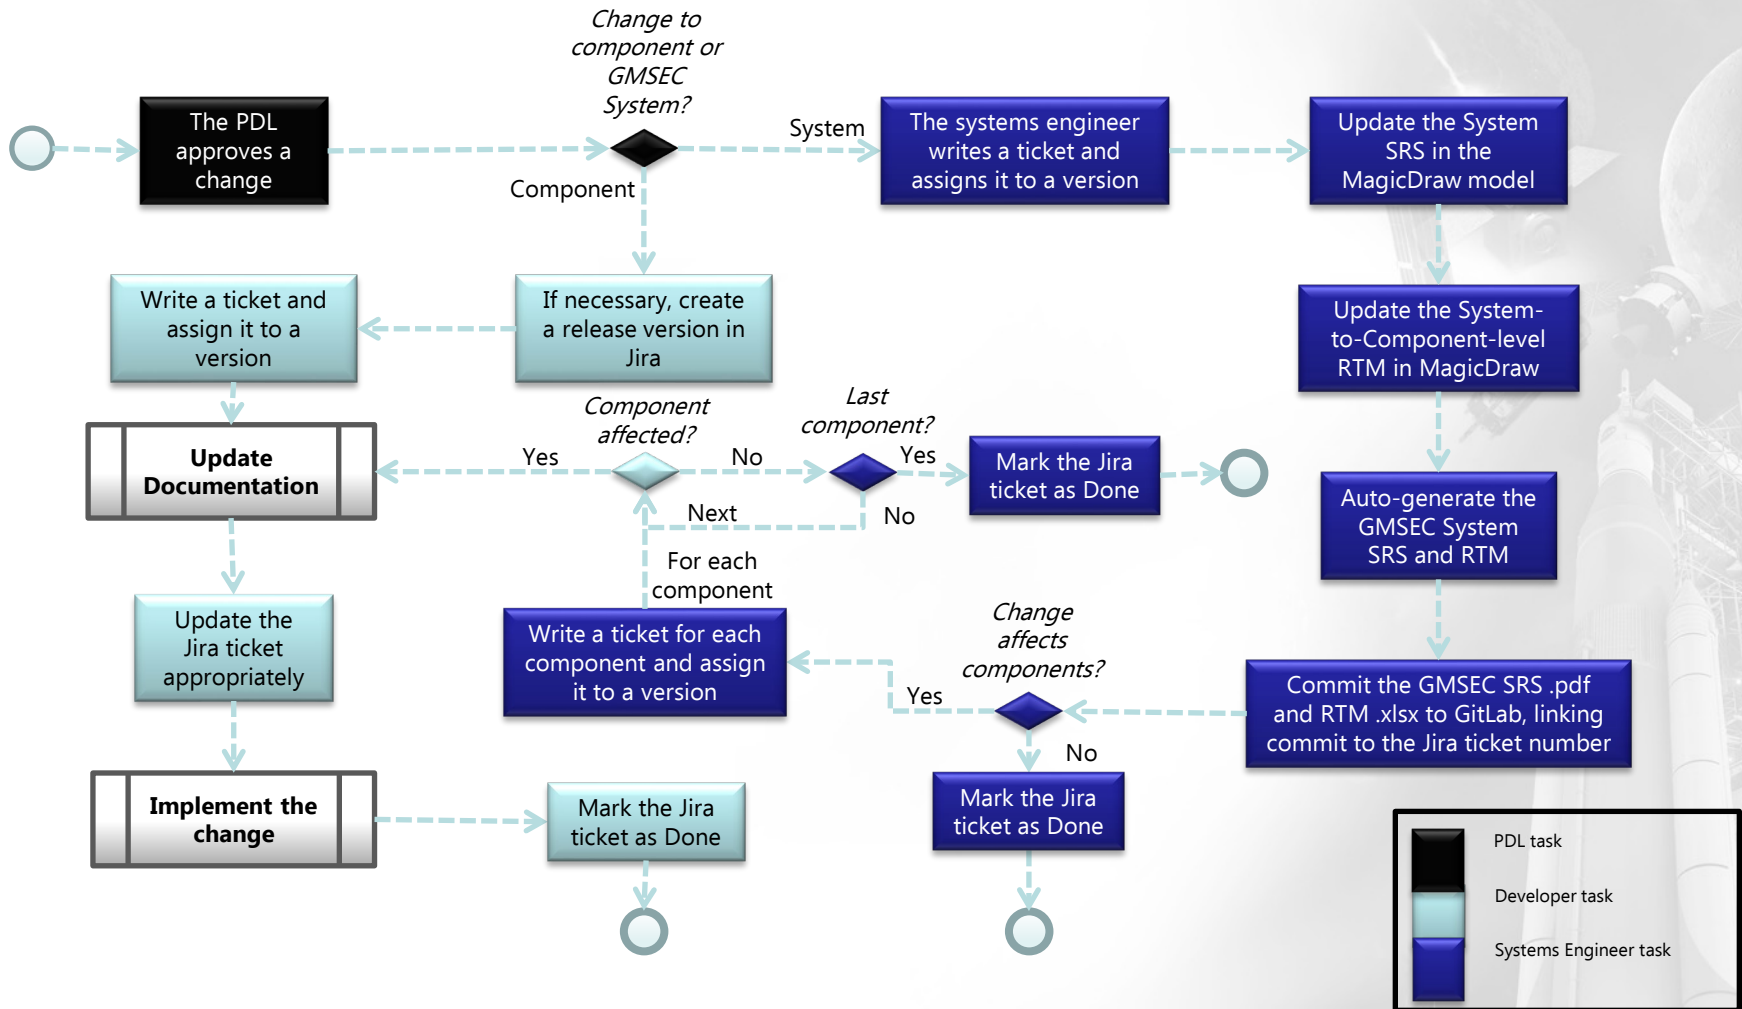 Change to
component or
GMSEC
System?
The PDL
approves a
change
System
Component
The systems engineer
writes a ticket and
assigns it to a version
Update the System
SRS in the
MagicDraw model
Write a ticket and
assign it to a
version
If necessary, create
a release version in
Jira
Update the System-
to-Component-level
RTM in MagicDraw
Component
affected?
Last
component?
Update
Documentation
Yes
No
Yes
No
Next
Mark the Jira
ticket as Done
Auto-generate the
GMSEC System
SRS and RTM
For each
component
Update the
Jira ticket
appropriately
Write a ticket for each
component and assign
it to a version
Change
affects
components?
Yes
No
Commit the GMSEC SRS .pdf
and RTM .xlsx to GitLab, linking
commit to the Jira ticket number
Implement the
change
Mark the Jira
ticket as Done
Mark the Jira
ticket as Done
PDL task
Developer task
Systems Engineer task